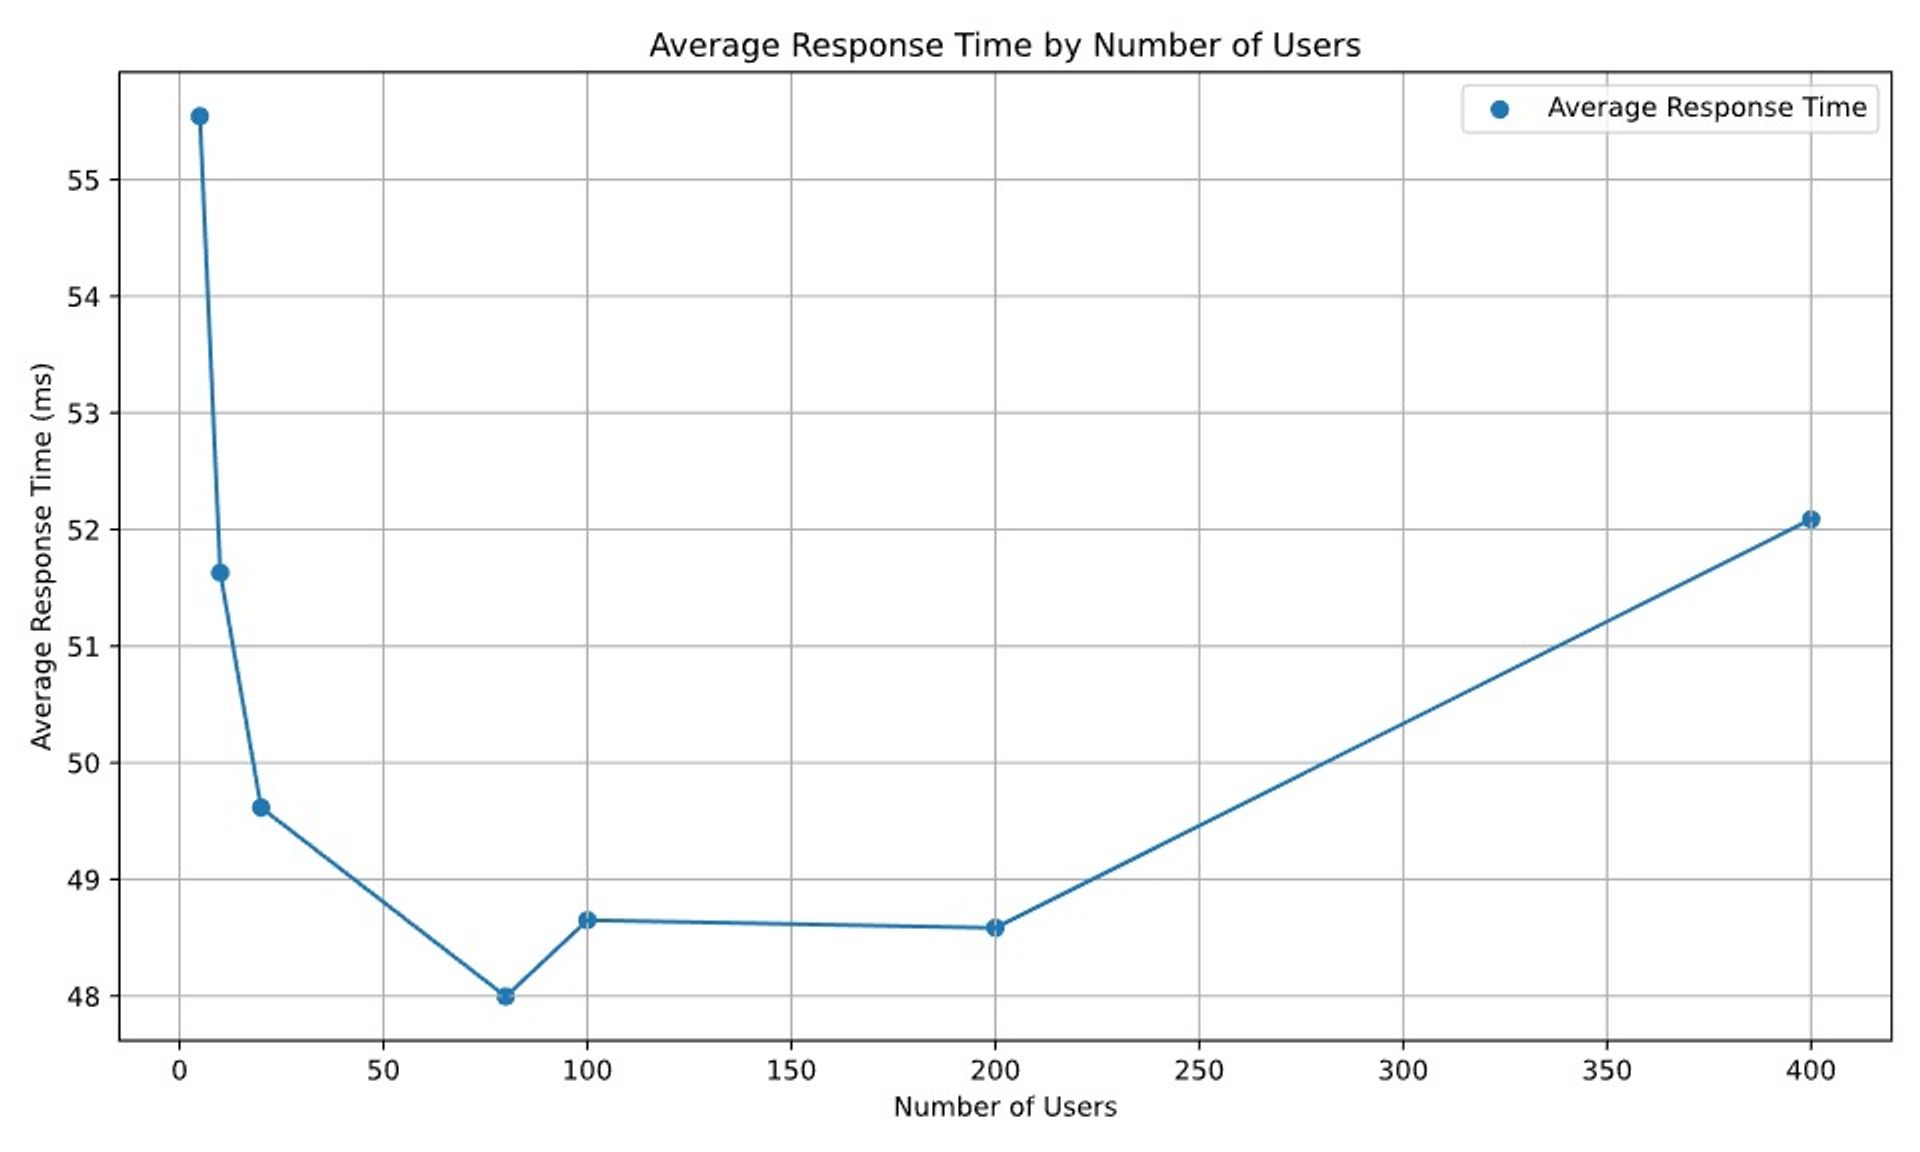 Average Response Time by Number of Users
Average Response Time
55
54
53
52
51
50
49
48
Average Response Time (ms)
0 50 100 150 200 250 300 350 400
Number of Users